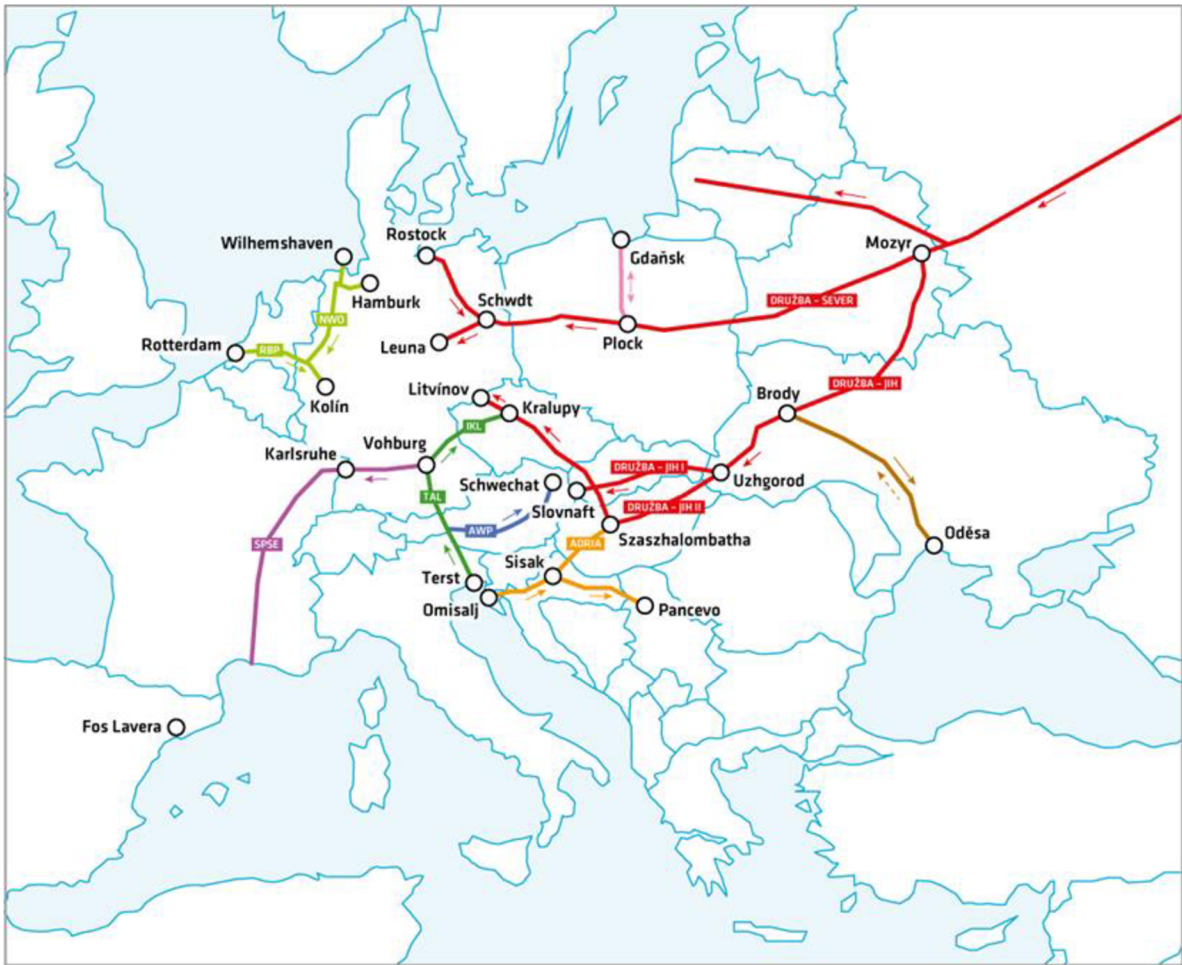 Rostock
Wilhemshaven
Gdaňsk
Mozyr
Hamburk
Schwdt
DRUŽBA – SEVER
NWO
Rotterdam
RBP
Leuna
Plock
Kolín
Litvínov
Kralupy
Brody
DRUŽBA – JIH
IKL
Vohburg
Karlsruhe
DRUŽBA – JIH I
Uzhgorod
Schwechat
TAL
Slovnaft
DRUŽBA – JIH II
AWP
Szaszhalombatha
SPSE
ADRIA
Oděsa
Sisak
Terst
Omisalj
Pancevo
Fos Lavera